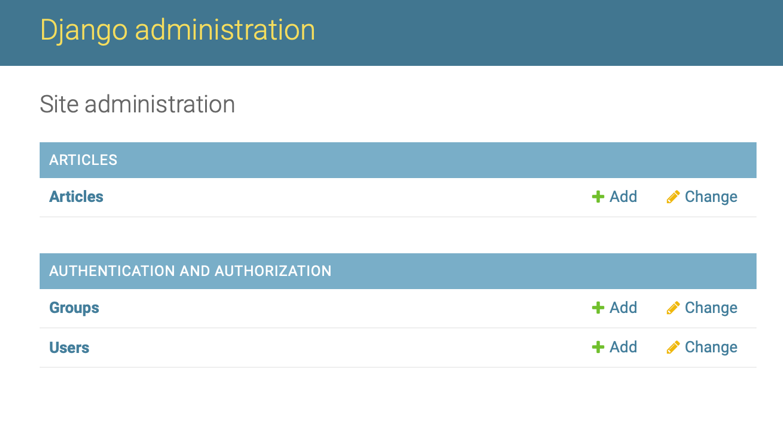 Django administration
Site administration
ARTICLES
Articles Add Change
AUTHENTICATION AND AUTHORIZATION
Groups Add Change
Users Add Change